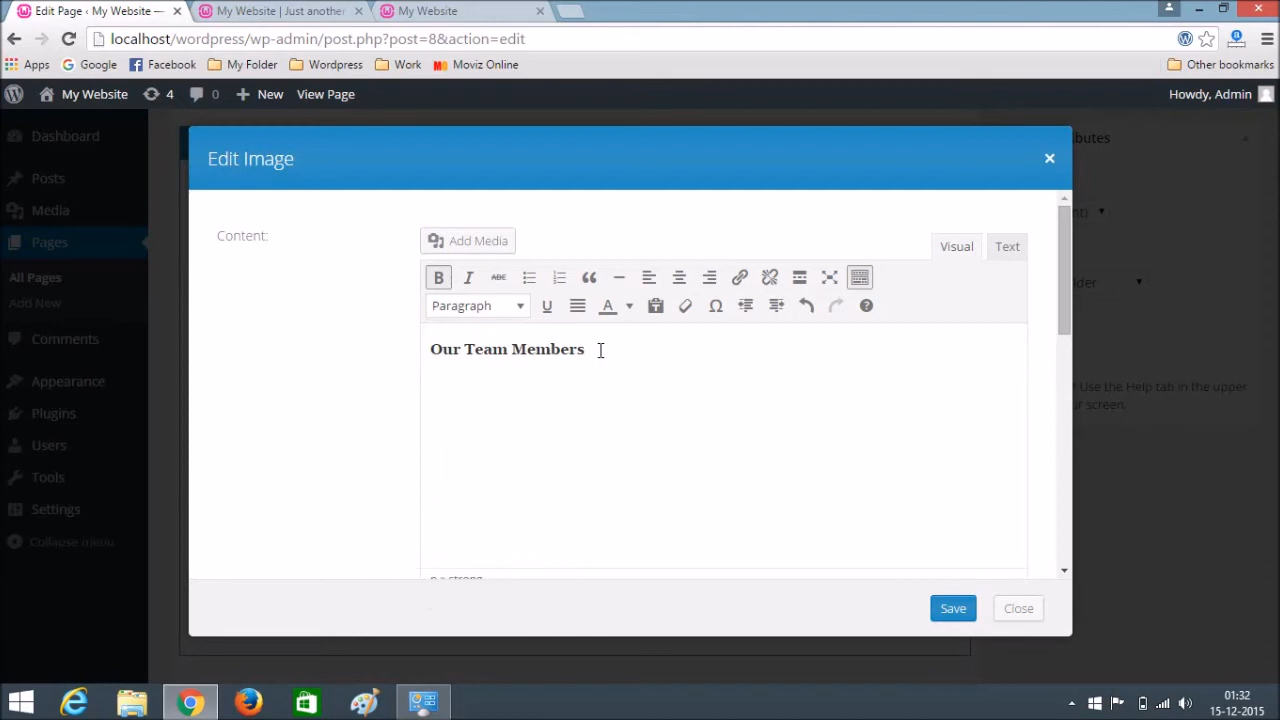 Edit Page ‹ My Website —
My Website | Just another
My Website
localhost/wordpress/wp-admin/post.php?post=8&action=edit
Apps
Google
Facebook
My Folder
Wordpress
Work
Moviz Online
Other bookmarks
My Website
4
0
New
View Page
Howdy, Admin
Dashboard
Posts
Media
Pages
All Pages
Add New
Comments
Appearance
Plugins
Users
Tools
Settings
Collapse menu
Edit Image
×
Content:
Add Media
Visual
Text
B
I
ABC
Paragraph
U
A
Our Team Members
p » strong
Save
Close
Use the Help tab in the upper
screen.
01:32
15-12-2015